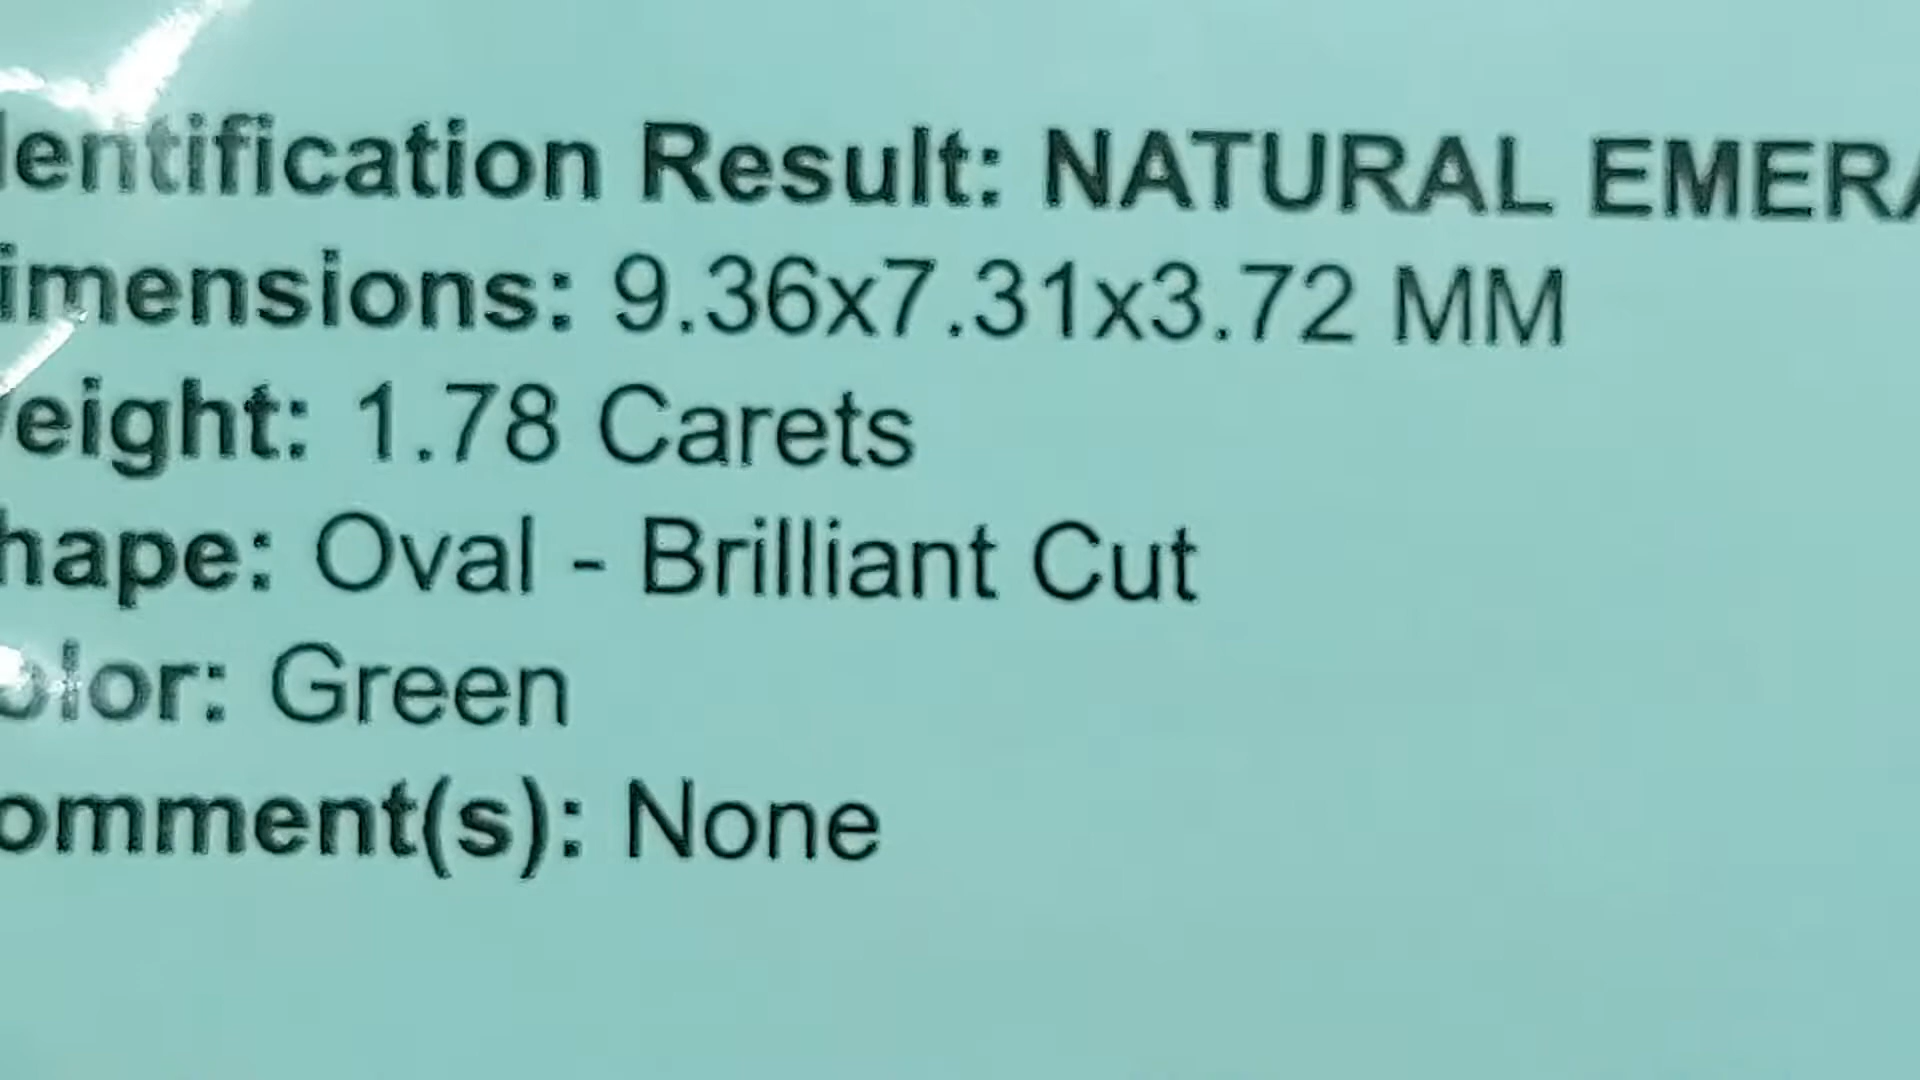 dentification Result: NATURAL EMERA
imensions: 9.36x7.31x3.72 MM
eight: 1.78 Carets
hape: Oval - Brilliant Cut
olor: Green
omment(s): None